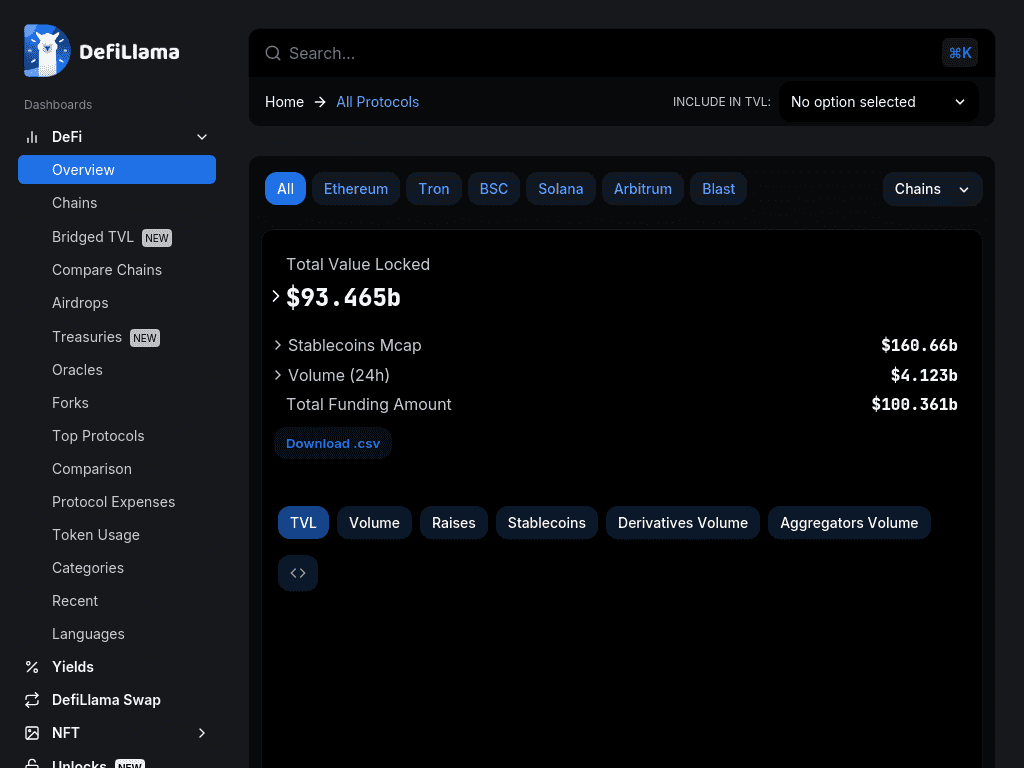 DefiLlama
Dashboards
DeFi
Overview
Chains
Bridged TVL NEW
Compare Chains
Airdrops
Treasuries NEW
Oracles
Forks
Top Protocols
Comparison
Protocol Expenses
Token Usage
Categories
Recent
Languages
Yields
DefiLlama Swap
NFT
Unlocks NEW
Search... ⌘K
Home → All Protocols
INCLUDE IN TVL: No option selected
All Ethereum Tron BSC Solana Arbitrum Blast Chains
Total Value Locked
$93.465b
Stablecoins Mcap $160.66b
Volume (24h) $4.123b
Total Funding Amount $100.361b
Download .csv
TVL Volume Raises Stablecoins Derivatives Volume Aggregators Volume